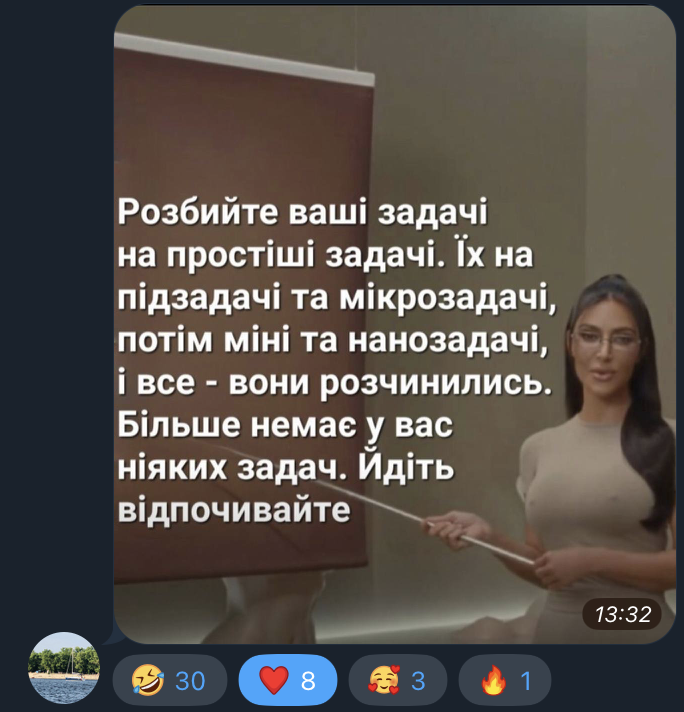 Розбийте ваші задачі
на простіші задачі. Їх на
підзадачі та мікрозадачі,
потім міні та нанозадачі,
і все - вони розчинились.
Більше немає у вас
ніяких задач. Йдіть
відпочивайте
13:32
30 8 3 1